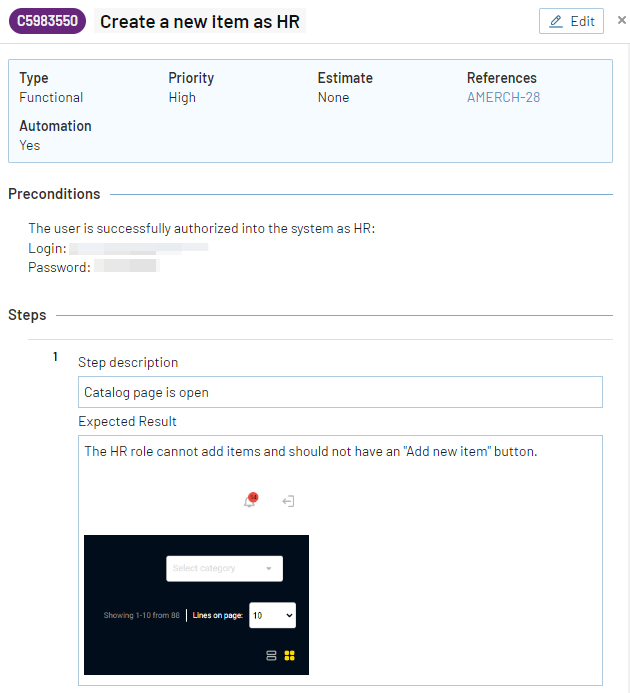 C5983550 Create a new item as HR Edit ×
Type Priority Estimate References
Functional High None AMERCH-28
Automation
Yes
Preconditions
The user is successfully authorized into the system as HR:
Login:
Password:
Steps
1
Step description
Catalog page is open
Expected Result
The HR role cannot add items and should not have an "Add new item" button.
Select category
Showing 1-10 from 88 Lines on page: 10